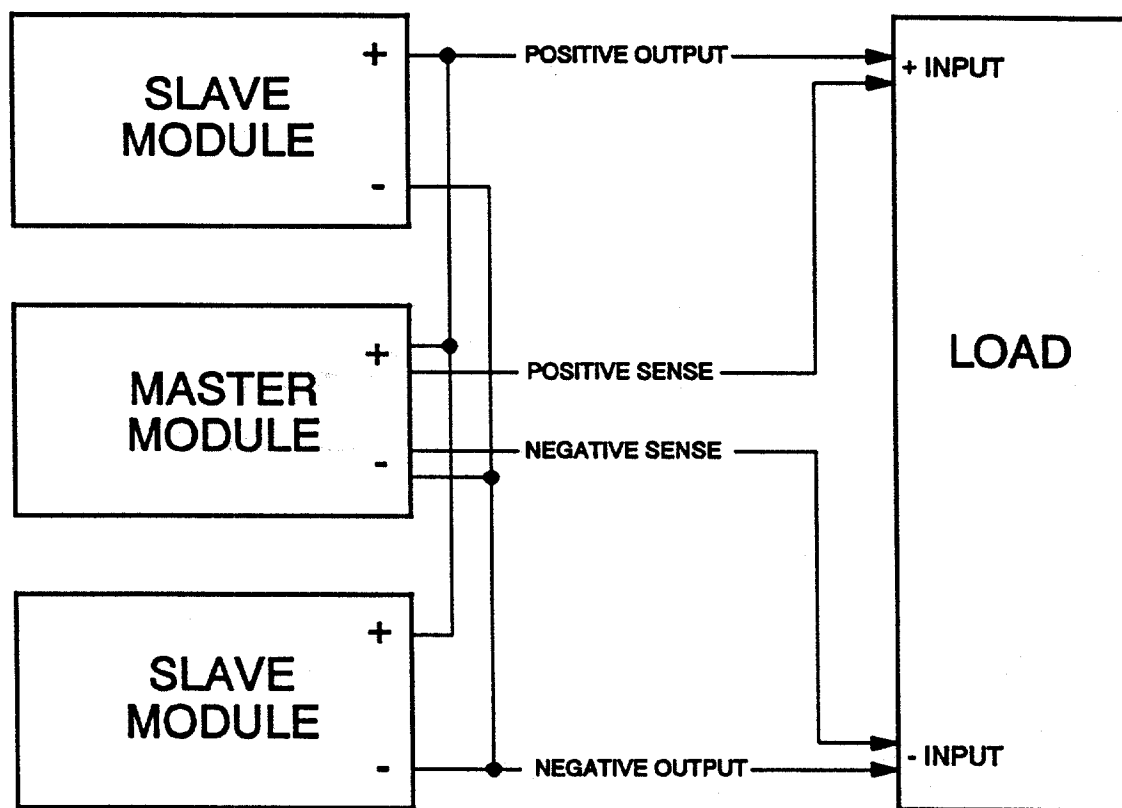 +
POSITIVE OUTPUT
SLAVE
MODULE
+ INPUT
-
+
POSITIVE SENSE
MASTER
MODULE
LOAD
NEGATIVE SENSE
-
+
SLAVE
MODULE
-
NEGATIVE OUTPUT
- INPUT